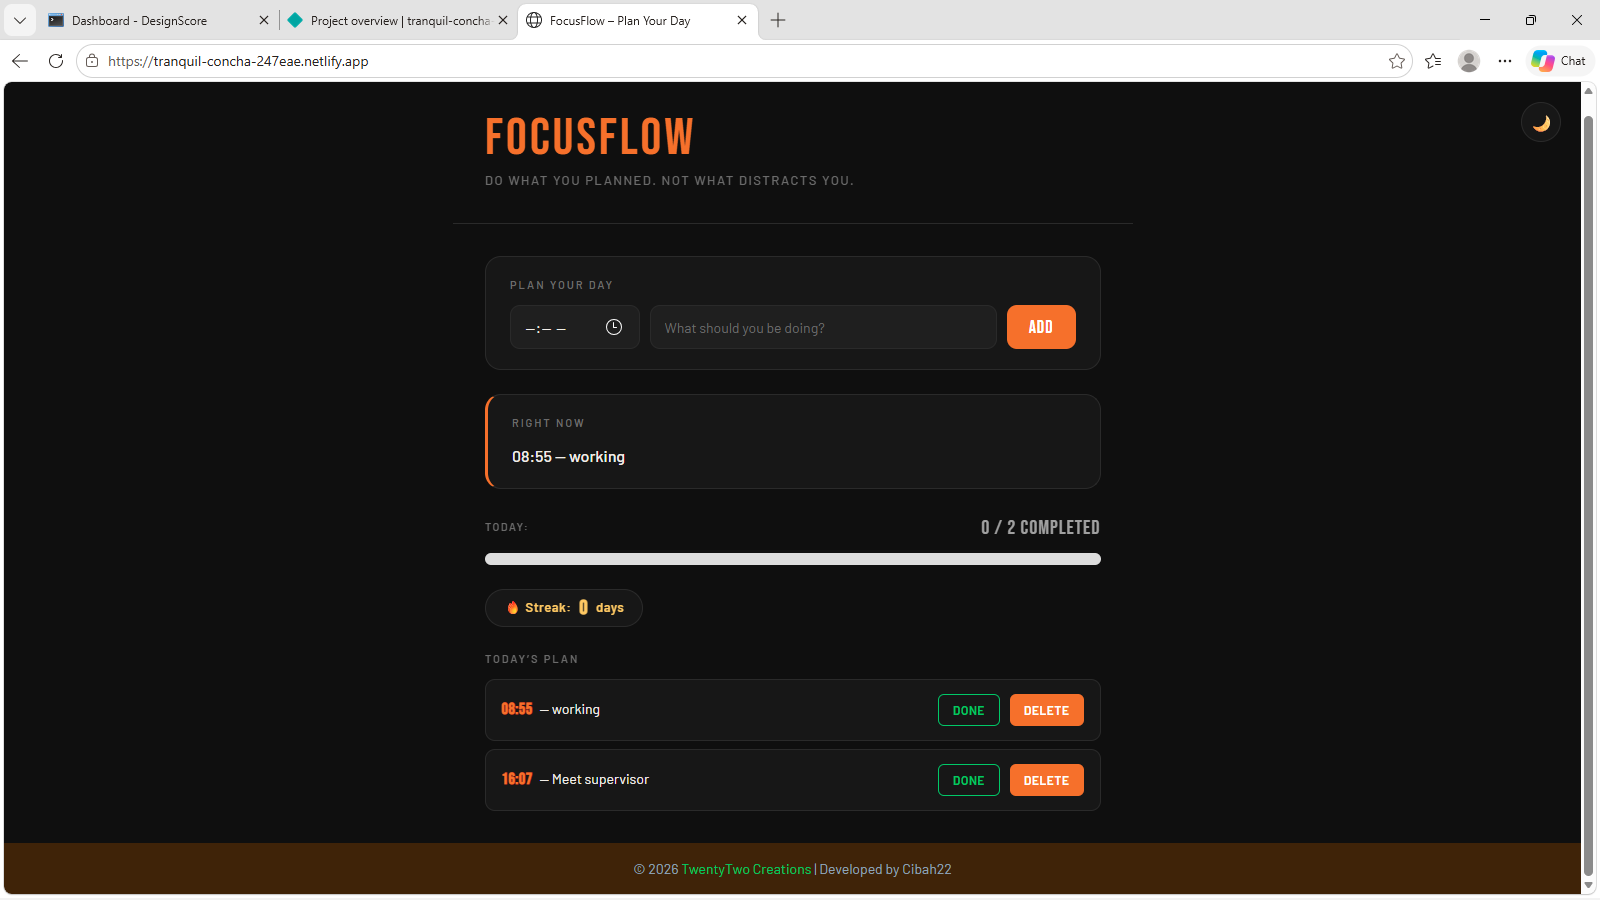 Dashboard - DesignScore
Project overview | tranquil-concha-
FocusFlow – Plan Your Day
https://tranquil-concha-247eae.netlify.app
Chat
FOCUSFLOW
DO WHAT YOU PLANNED. NOT WHAT DISTRACTS YOU.
PLAN YOUR DAY
--:-- --
What should you be doing?
ADD
RIGHT NOW
08:55 — working
TODAY:
0 / 2 COMPLETED
🔥 Streak: 0 days
TODAY'S PLAN
08:55 — working
DONE
DELETE
16:07 — Meet supervisor
DONE
DELETE
© 2026 TwentyTwo Creations | Developed by Cibah22